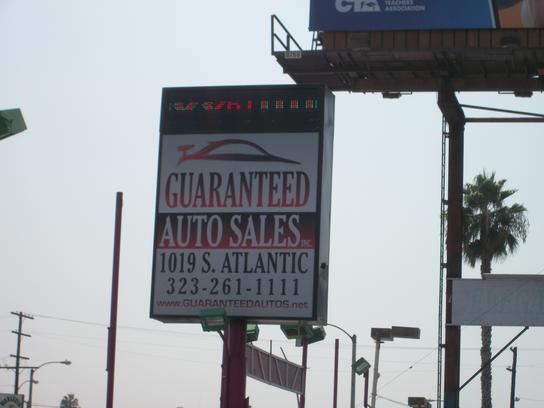 CTA TEACHERS
ASSOCIATION
GUARANTEED
AUTO SALES INC.
1019 S. ATLANTIC
323-261-1111
www.GUARANTEEDAUTOS.net